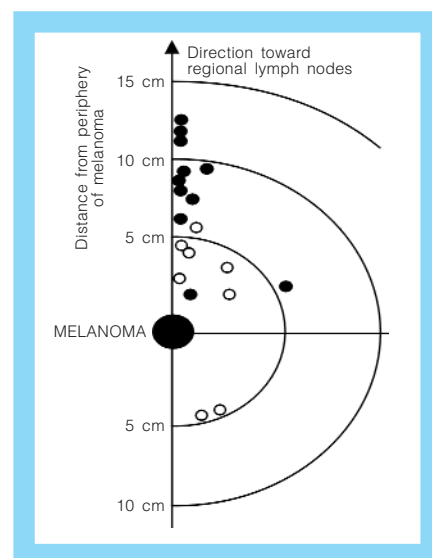 Direction toward
regional lymph nodes
15 cm
Distance from periphery
of melanoma
10 cm
5 cm
MELANOMA
5 cm
10 cm